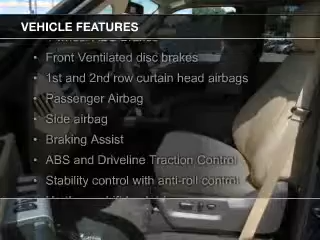 VEHICLE FEATURES
• Front Ventilated disc brakes
• 1st and 2nd row curtain head airbags
• Passenger Airbag
• Side airbag
• Braking Assist
• ABS and Driveline Traction Control
• Stability control with anti-roll control